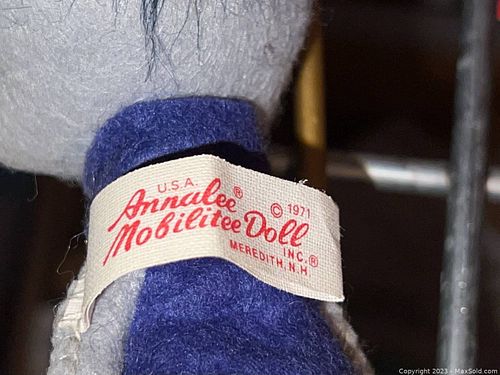 U.S.A.
Annalee® © 1971
Mobilitee Doll
INC.®
MEREDITH, N.H.
Copyright 2023 - MaxSold.com